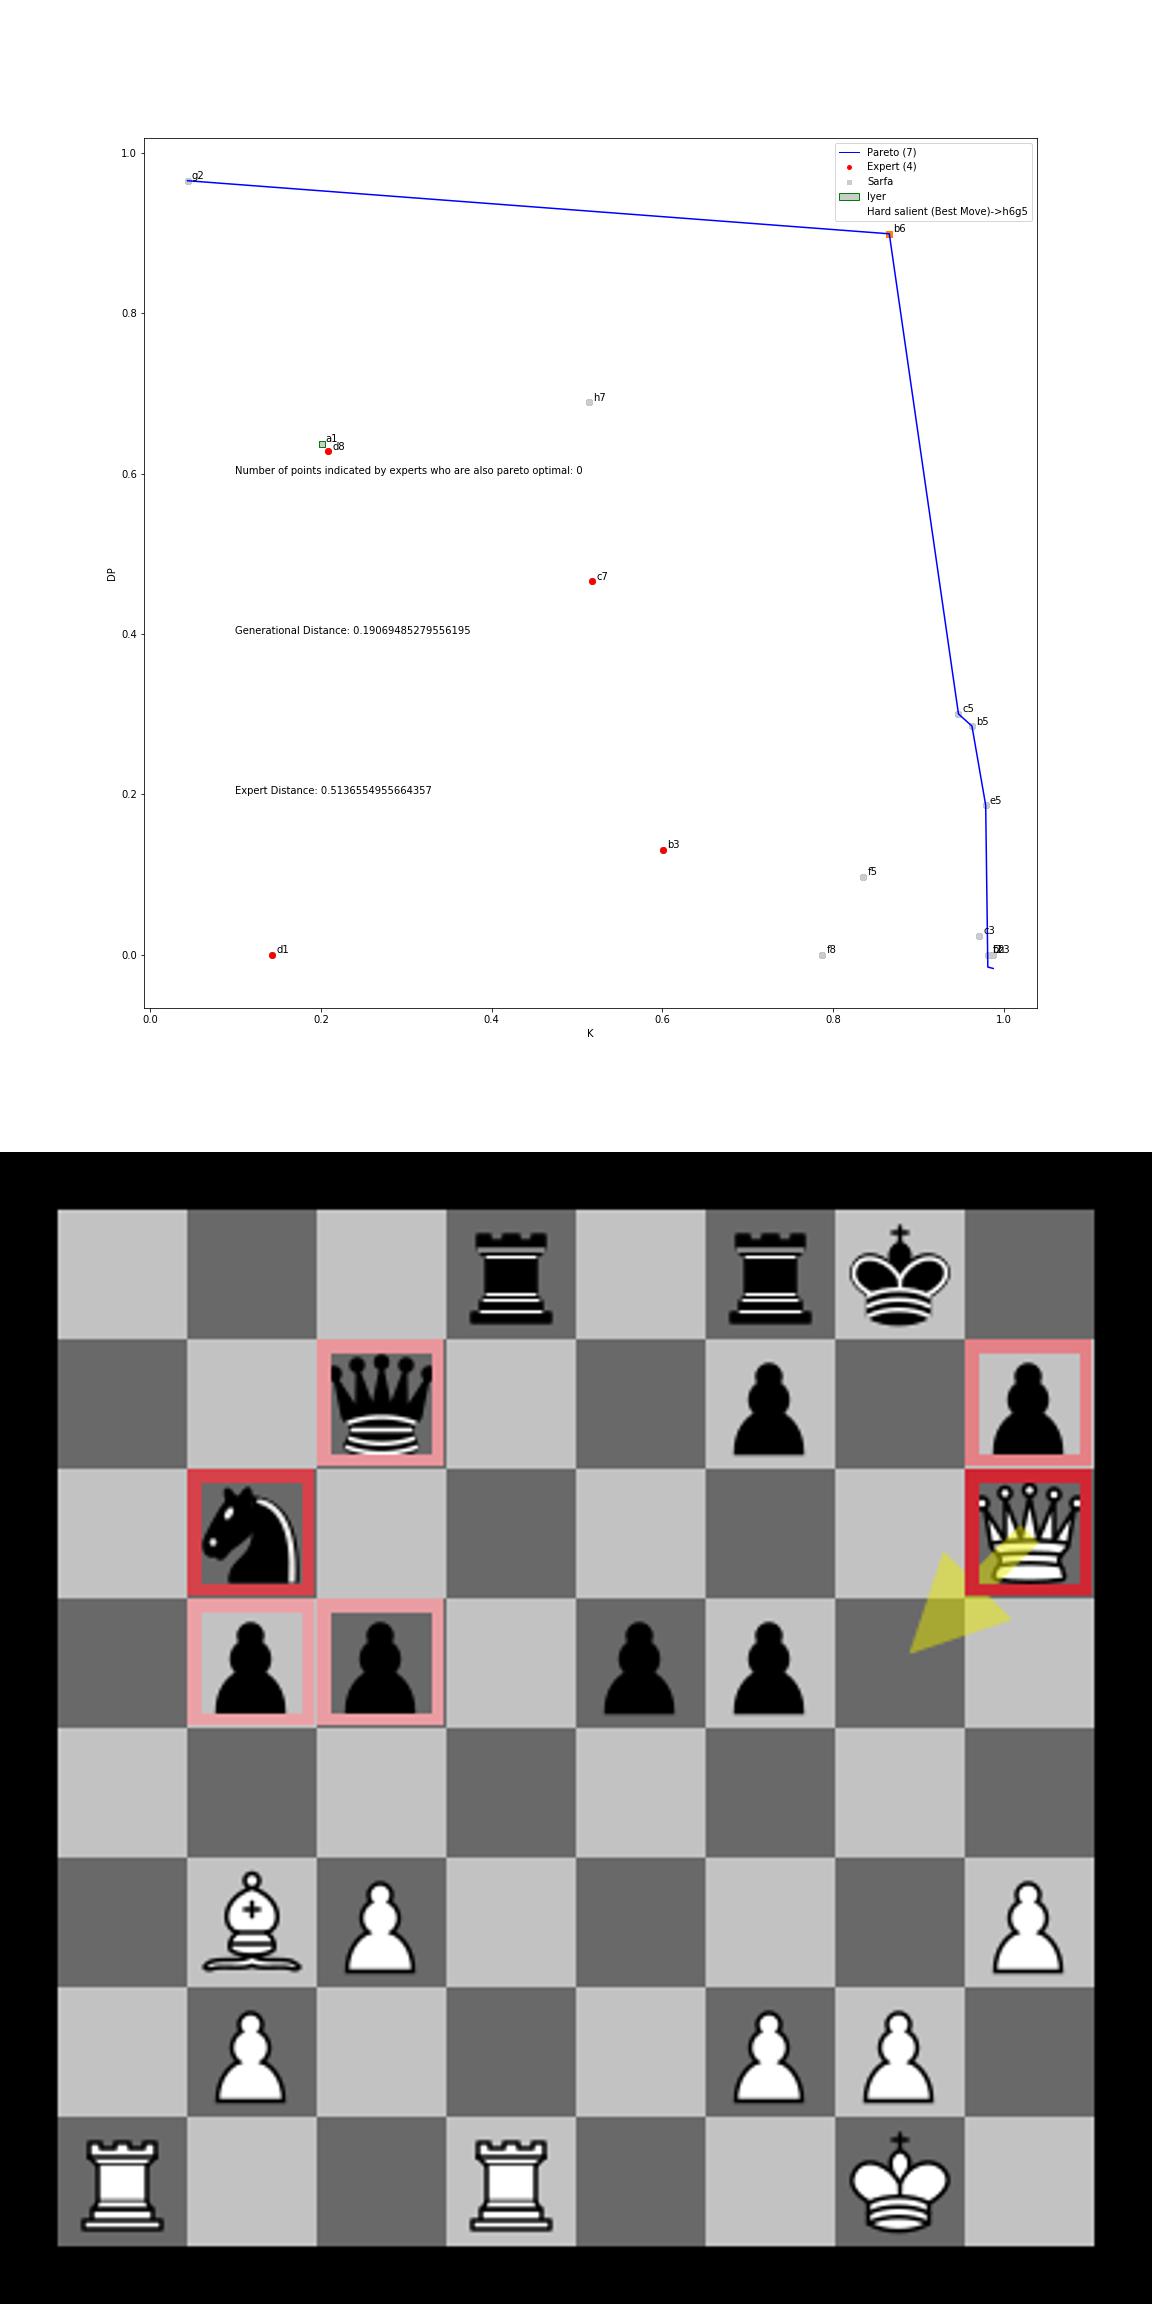 1.0
0.8
0.6
0.4
0.2
0.0
DP
Pareto (7)
Expert (4)
Sarfa
Iyer
Hard salient (Best Move)->h6g5
g2
b6
h7
a1
d8
Number of points indicated by experts who are also pareto optimal: 0
c7
Generational Distance: 0.19069485279556195
c5
b5
Expert Distance: 0.5136554955664357
e5
b3
f5
c3
d1
f8
0.0
0.2
0.4
0.6
0.8
1.0
K